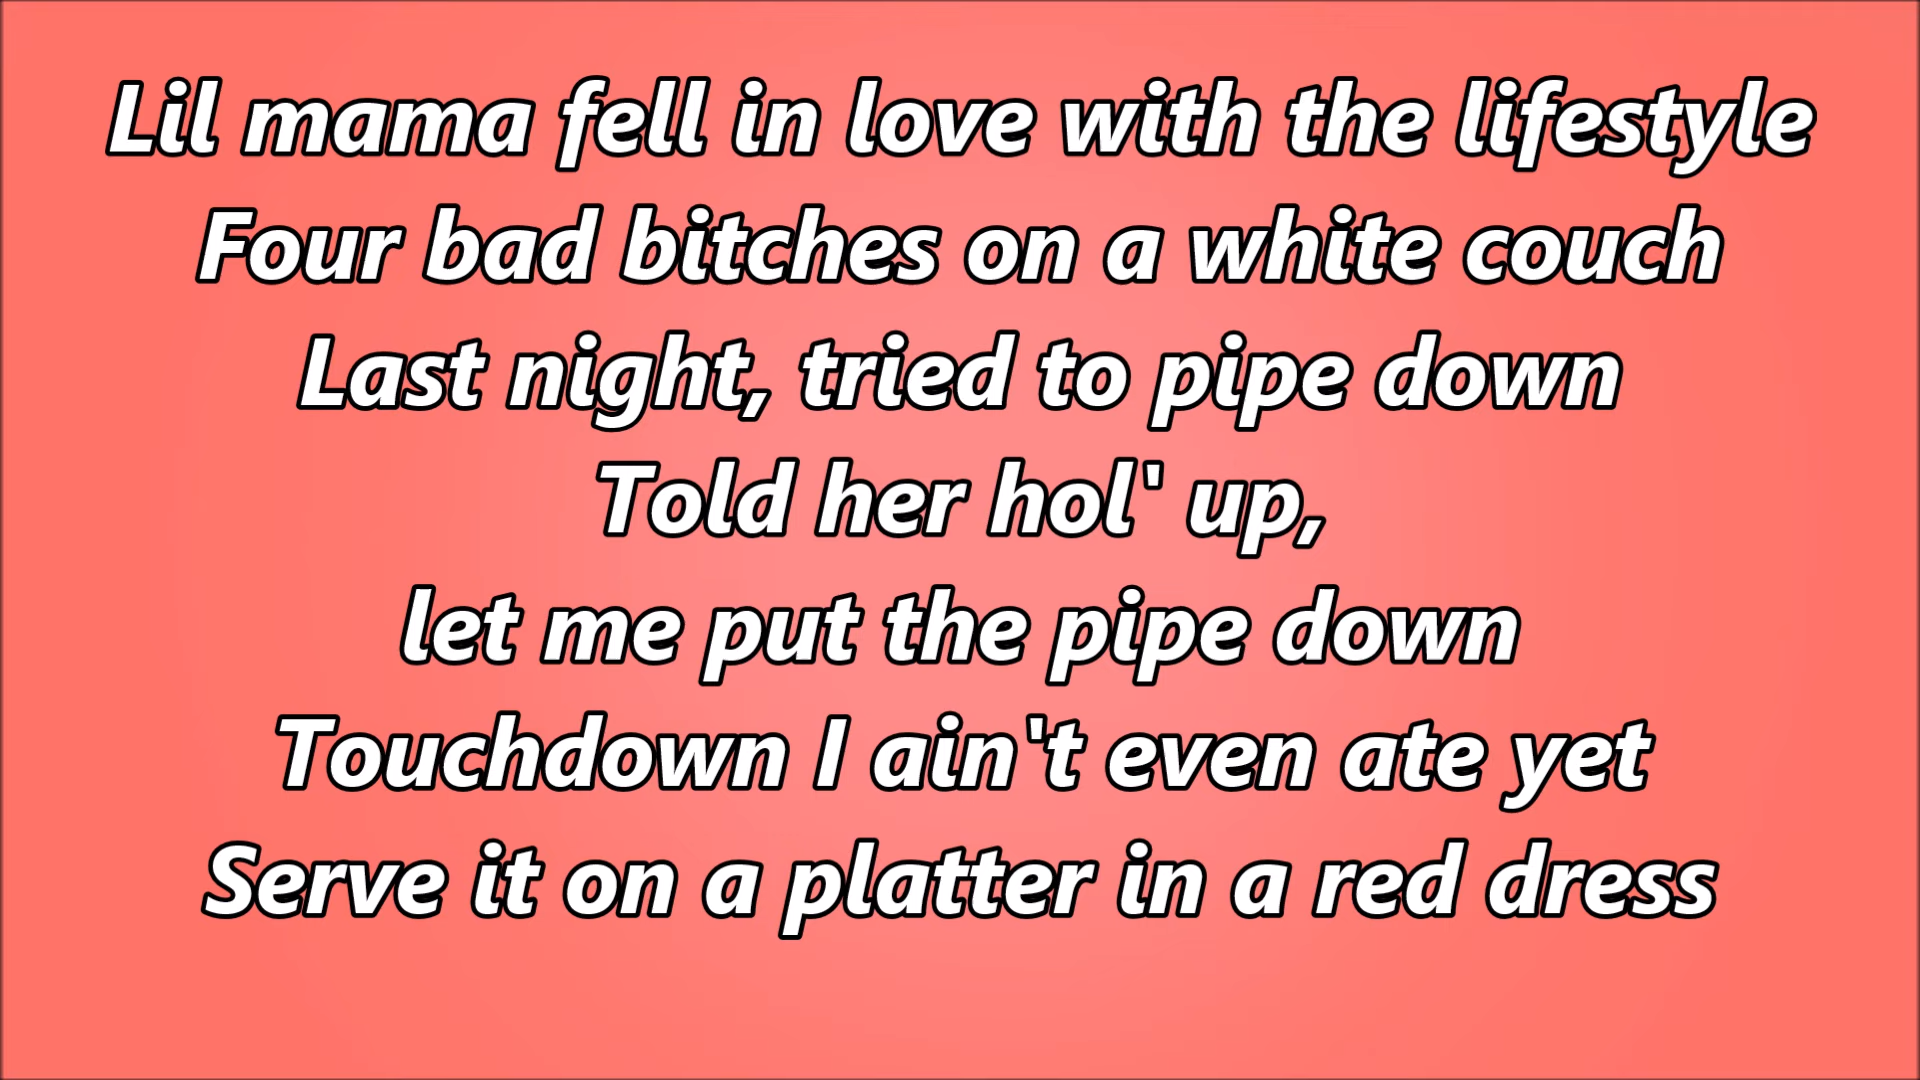 Lil mama fell in love with the lifestyle
Four bad bitches on a white couch
Last night, tried to pipe down
Told her hol' up,
let me put the pipe down
Touchdown I ain't even ate yet
Serve it on a platter in a red dress